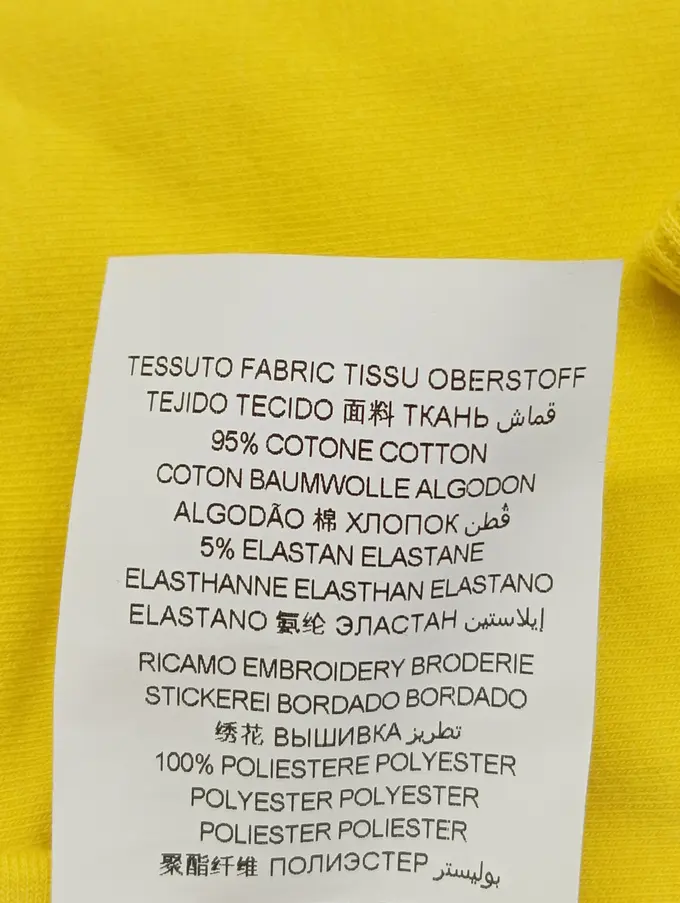 TESSUTO FABRIC TISSU OBERSTOFF
TEJIDO TECIDO 面料 ТКАНЬ قماش
95% COTONE COTTON
COTON BAUMWOLLE ALGODON
ALGODÃO 棉 ХЛОПОК قطن
5% ELASTAN ELASTANE
ELASTHANNE ELASTHAN ELASTANO
ELASTANO 氨纶 ЭЛАСТАН إيلاستين
RICAMO EMBROIDERY BRODERIE
STICKEREI BORDADO BORDADO
绣花 ВЫШИВКА تطريز
100% POLIESTERE POLYESTER
POLYESTER POLYESTER
POLIESTER POLIESTER
聚酯纤维 ПОЛИЭСТЕР بوليستر